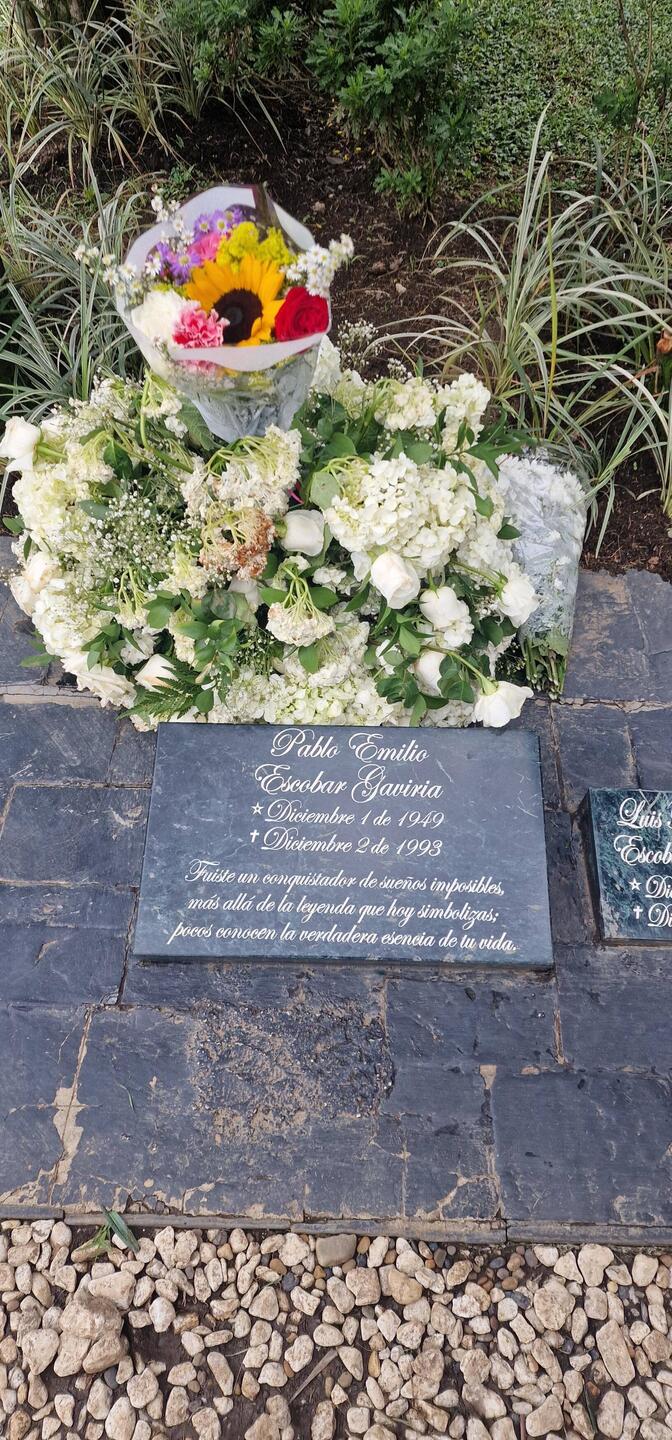 Pablo Emilio
Escobar Gaviria
Diciembre 1 de 1949
Diciembre 2 de 1993
Fuiste un conquistador de sueños imposibles,
más allá de la leyenda que hoy simbolizas;
pocos conocen la verdadera esencia de tu vida.
Luis